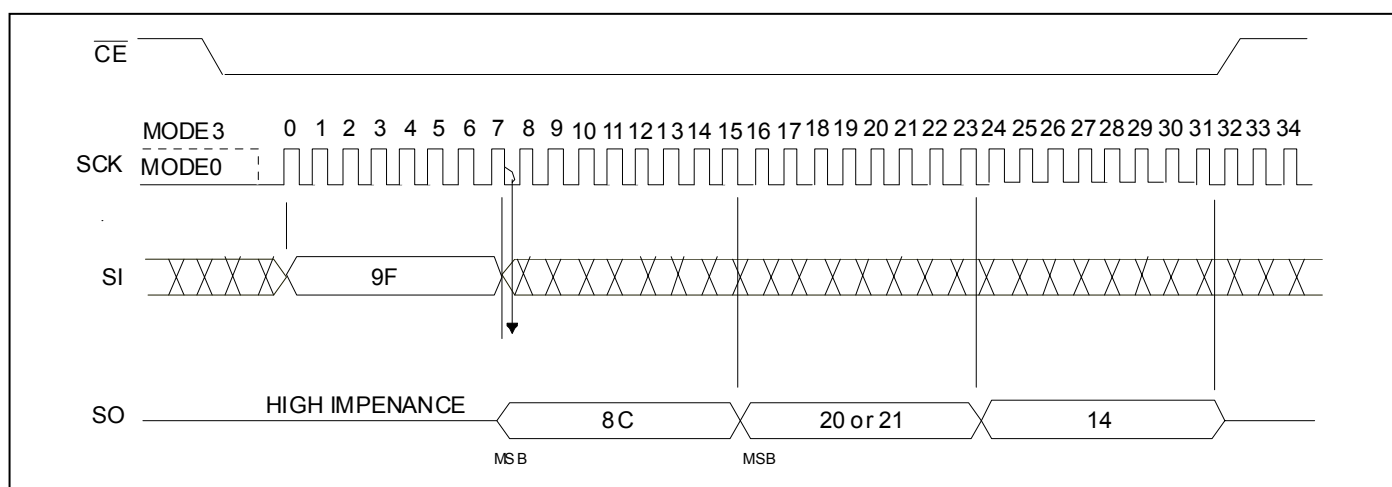 CE
MODE3
0 1 2 3 4 5 6 7 8 9 10 11 12 13 14 15 16 17 18 19 20 21 22 23 24 25 26 27 28 29 30 31 32 33 34
SCK
MODE0
SI
9F
SO
HIGH IMPENANCE
8C
20 or 21
14
MSB
MSB